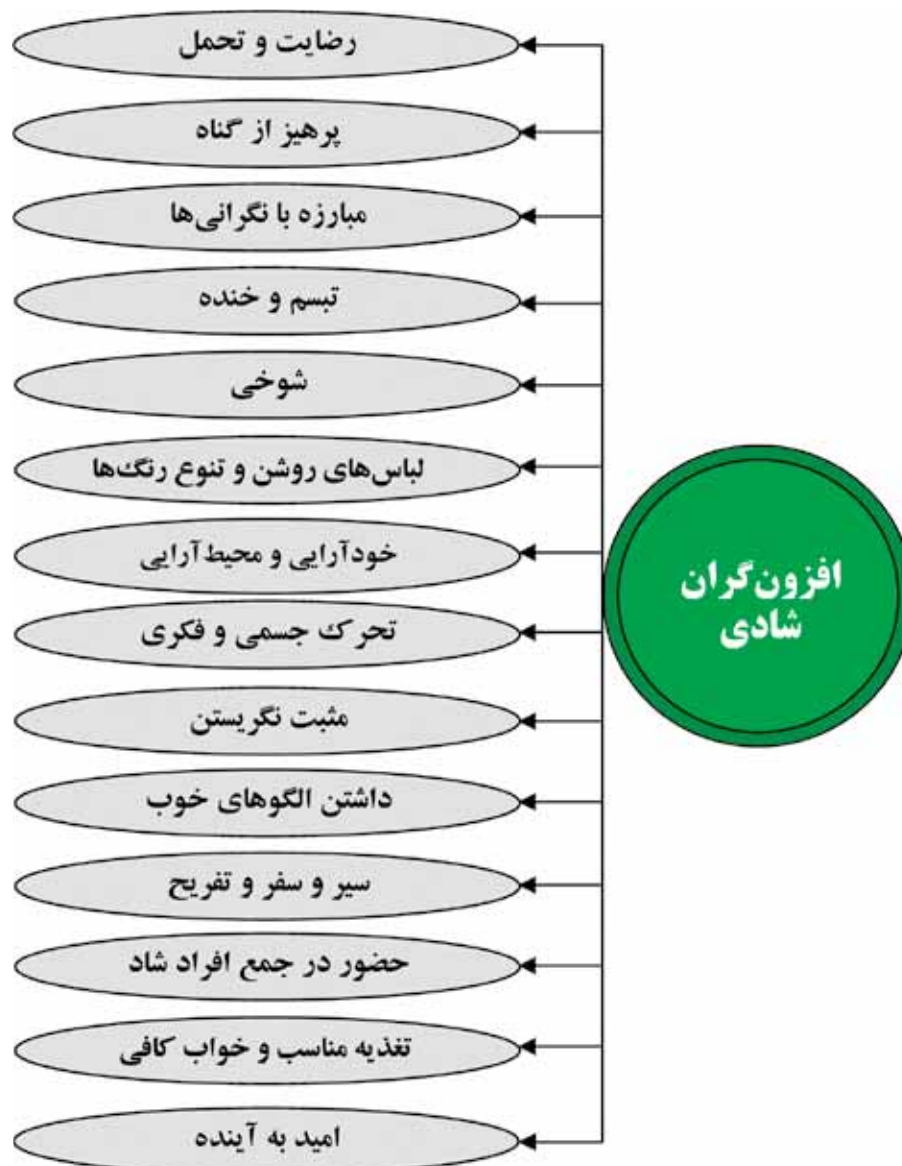 افزون‌گران
شادی
رضایت و تحمل
پرهیز از گناه
مبارزه با نگرانی‌ها
تبسم و خنده
شوخی
لباس‌های روشن و تنوع رنگ‌ها
خودآرایی و محیط‌آرایی
تحرک جسمی و فکری
مثبت نگریستن
داشتن الگوهای خوب
سیر و سفر و تفریح
حضور در جمع افراد شاد
تغذیه مناسب و خواب کافی
امید به آینده